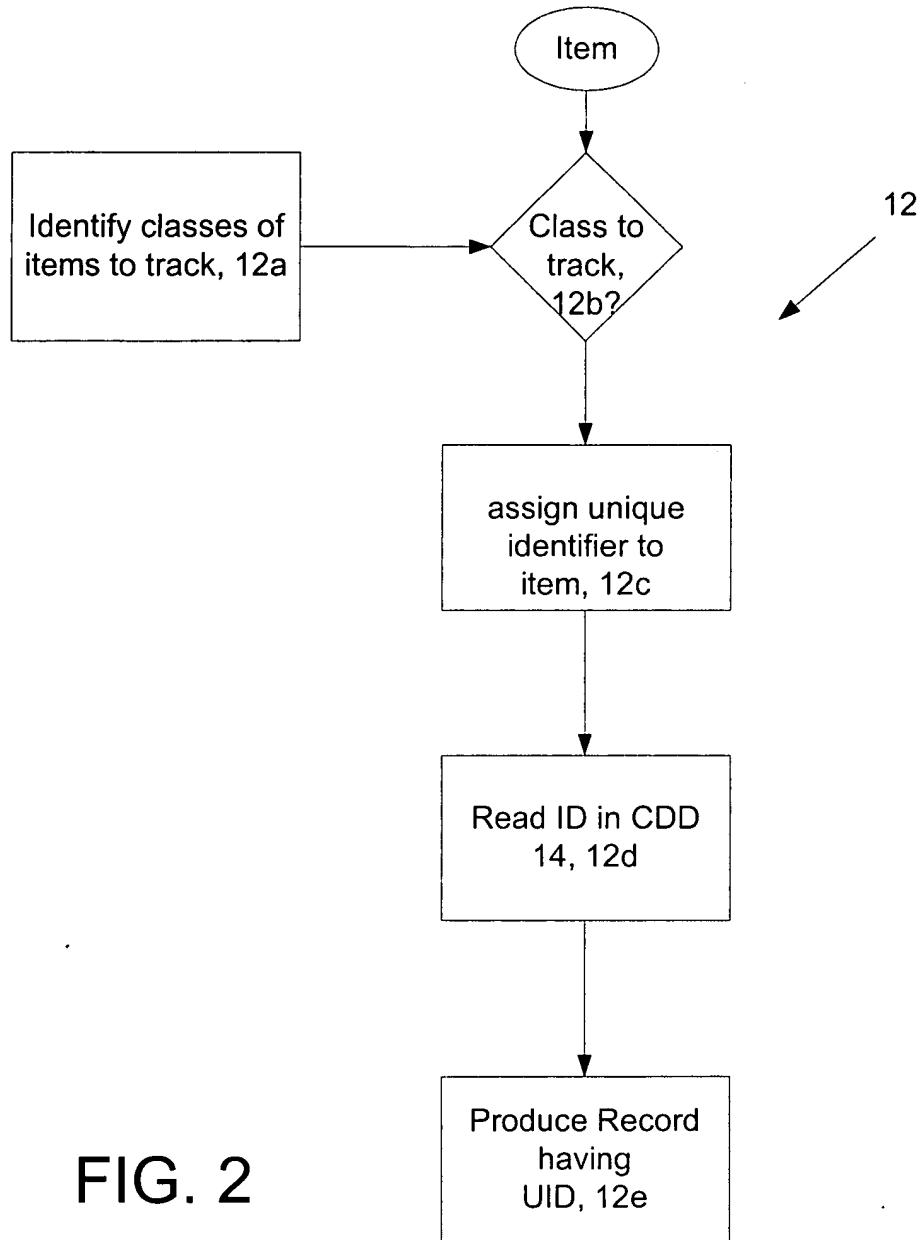 Item
Identify classes of
items to track, 12a
Class to
track,
12b?
12
assign unique
identifier to
item, 12c
Read ID in CDD
14, 12d
Produce Record
having
UID, 12e
FIG. 2